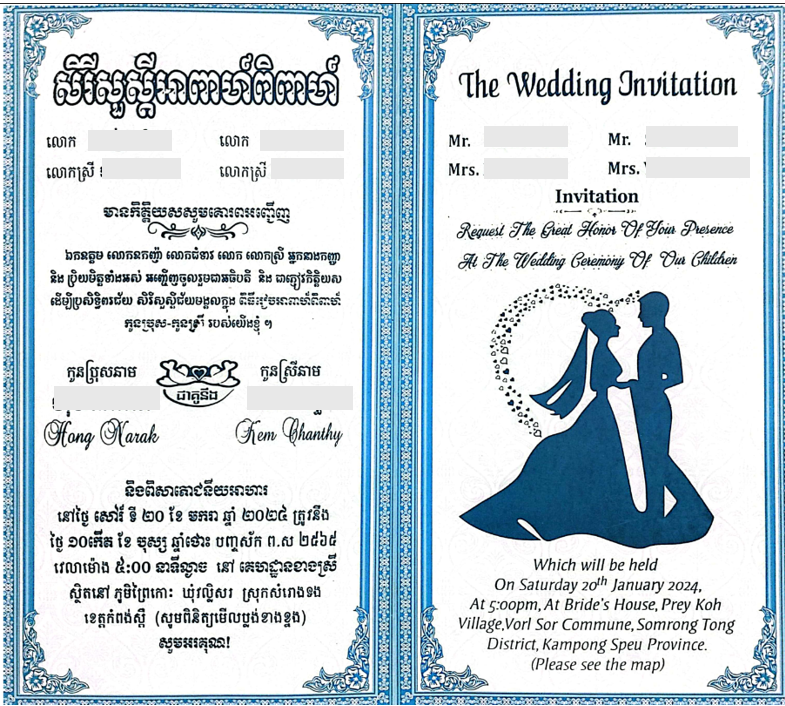 សិរីសួស្តីអាពាហ៍ពិពាហ៍
លោក លោក
លោកស្រី លោកស្រី
មានកិត្តិយសសូមគោរពអញ្ជើញ
ឯកឧត្តម លោកឧកញ៉ា លោកជំទាវ លោក លោកស្រី អ្នកនាងកញ្ញា
និង ប្រិយមិត្តទាំងអស់ អញ្ជើញចូលរួមជាអធិបតី និង ជាភ្ញៀវកិត្តិយស
ដើម្បីប្រសិទ្ធិពរជ័យ សិរីសួស្តីជ័យមង្គលក្នុង ពិធីរៀបអាពាហ៍ពិពាហ៍
កូនប្រុស-កូនស្រី របស់យើងខ្ញុំ ៗ
កូនប្រុសនាម ជាគូនឹង កូនស្រីនាម
Hong Narak Kem Chanthy
និងពិសាភោជនីយអាហារ
នៅថ្ងៃ សៅរ៍ ទី ២០ ខែ មករា ឆ្នាំ ២០២៤ ត្រូវនឹង
ថ្ងៃ ១០កើត ខែ បុស្ស ឆ្នាំថោះ បញ្ចស័ក ព.ស ២៥៦៥
វេលាម៉ោង ៥:00 នាទីល្ងាច នៅ គេហដ្ឋានខាងស្រី
ស្ថិតនៅ ភូមិព្រៃកោះ ឃុំវល្លិសរ ស្រុកសំរោងទង
ខេត្តកំពង់ស្ពឺ (សូមពិនិត្យមើលប្លង់ខាងខ្នង)
សូមអរគុណ!
The Wedding Invitation
Mr. Mr.
Mrs. Mrs.
Invitation
Request The Great Honor Of Your Presence
At The Wedding Ceremony Of Our Children
Which will be held
On Saturday 20th January 2024,
At 5:00pm, At Bride's House, Prey Koh
Village,Vorl Sor Commune, Somrong Tong
District, Kampong Speu Province.
(Please see the map)